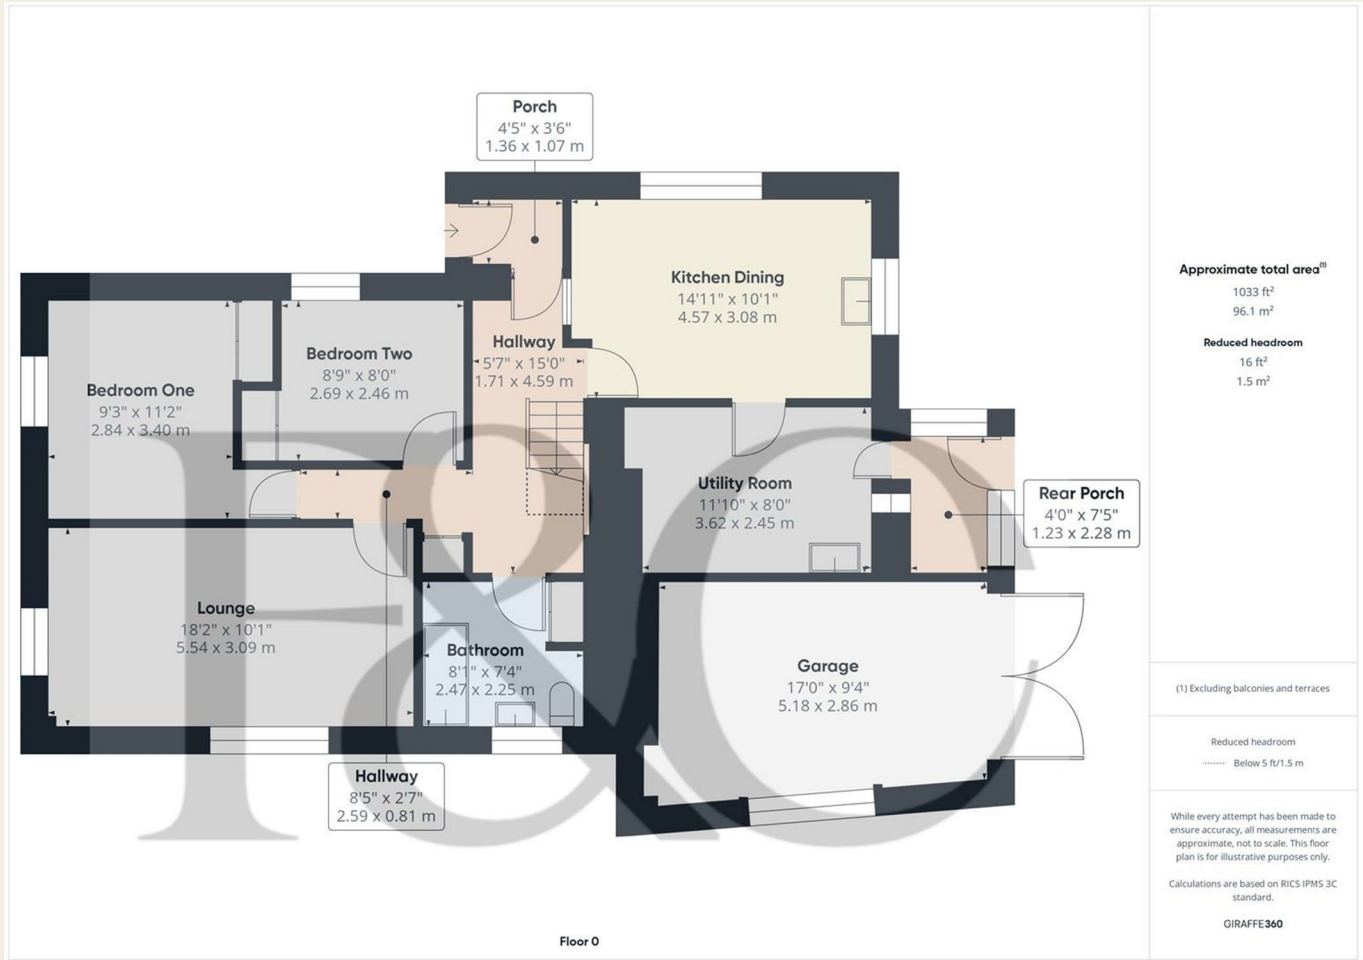 Porch
4'5" x 3'6"
1.36 x 1.07 m
Kitchen Dining
14'11" x 10'1"
4.57 x 3.08 m
Hallway
5'7" x 15'0"
1.71 x 4.59 m
Bedroom Two
8'9" x 8'0"
2.69 x 2.46 m
Bedroom One
9'3" x 11'2"
2.84 x 3.40 m
Utility Room
11'10" x 8'0"
3.62 x 2.45 m
Rear Porch
4'0" x 7'5"
1.23 x 2.28 m
Lounge
18'2" x 10'1"
5.54 x 3.09 m
Bathroom
8'1" x 7'4"
2.47 x 2.25 m
Garage
17'0" x 9'4"
5.18 x 2.86 m
Hallway
8'5" x 2'7"
2.59 x 0.81 m
F&C
Floor 0
Approximate total area(1)
1033 ft²
96.1 m²
Reduced headroom
16 ft²
1.5 m²
(1) Excluding balconies and terraces
Reduced headroom
Below 5 ft/1.5 m
While every attempt has been made to
ensure accuracy, all measurements are
approximate, not to scale. This floor
plan is for illustrative purposes only.
Calculations are based on RICS IPMS 3C
standard.
GIRAFFE360